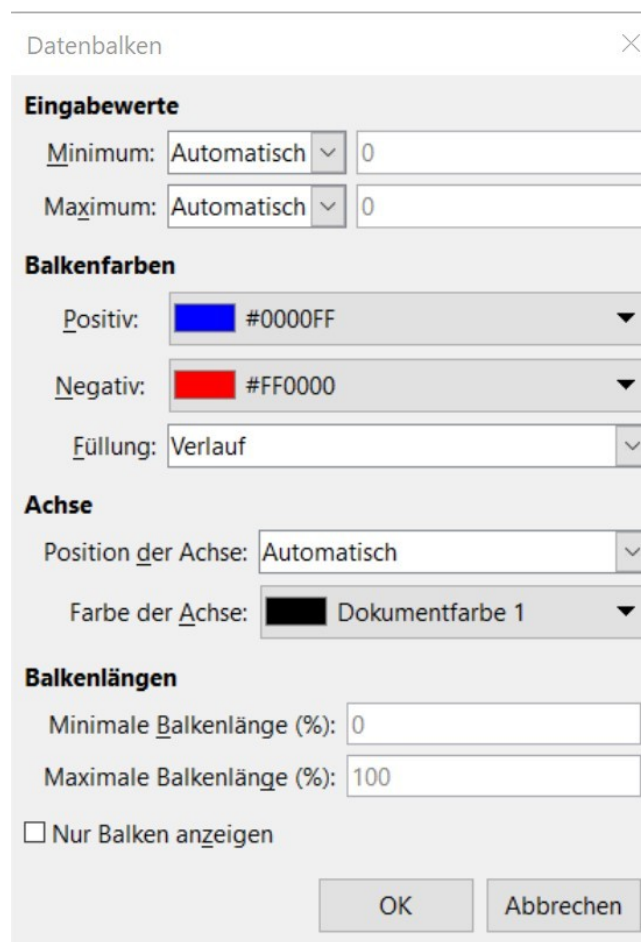 Datenbalken
Eingabewerte
Minimum: Automatisch 0
Maximum: Automatisch 0
Balkenfarben
Positiv: #0000FF
Negativ: #FF0000
Füllung: Verlauf
Achse
Position der Achse: Automatisch
Farbe der Achse: Dokumentfarbe 1
Balkenlängen
Minimale Balkenlänge (%): 0
Maximale Balkenlänge (%): 100
Nur Balken anzeigen
OK Abbrechen